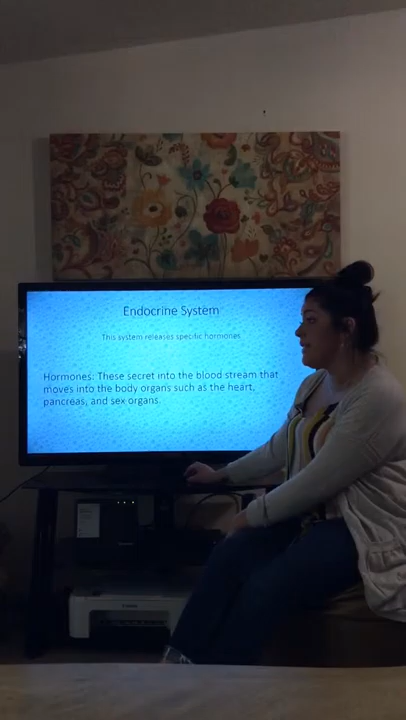 Endocrine System
This system releases specific hormones
Hormones: These secret into the blood stream that
moves into the body organs such as the heart,
pancreas, and sex organs.